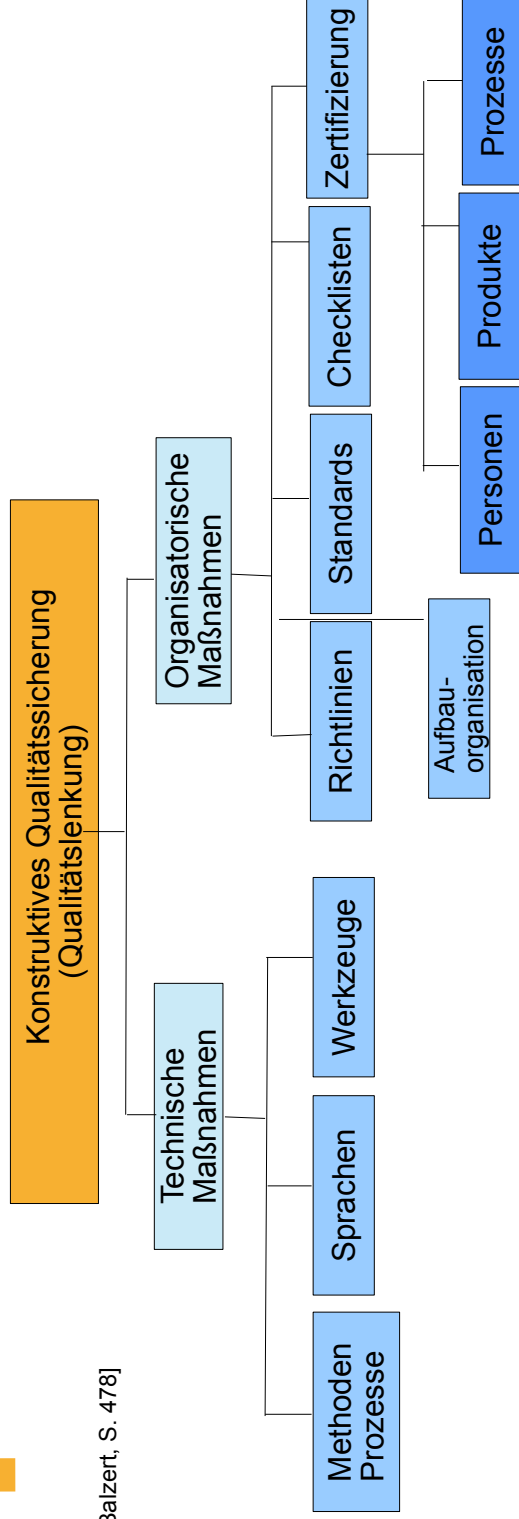 Konstruktives Qualitätssicherung
(Qualitätslenkung)
Technische
Maßnahmen
Organisatorische
Maßnahmen
Methoden
Prozesse
Sprachen
Werkzeuge
Richtlinien
Standards
Checklisten
Zertifizierung
Aufbau-
organisation
Personen
Produkte
Prozesse
Balzert, S. 478]